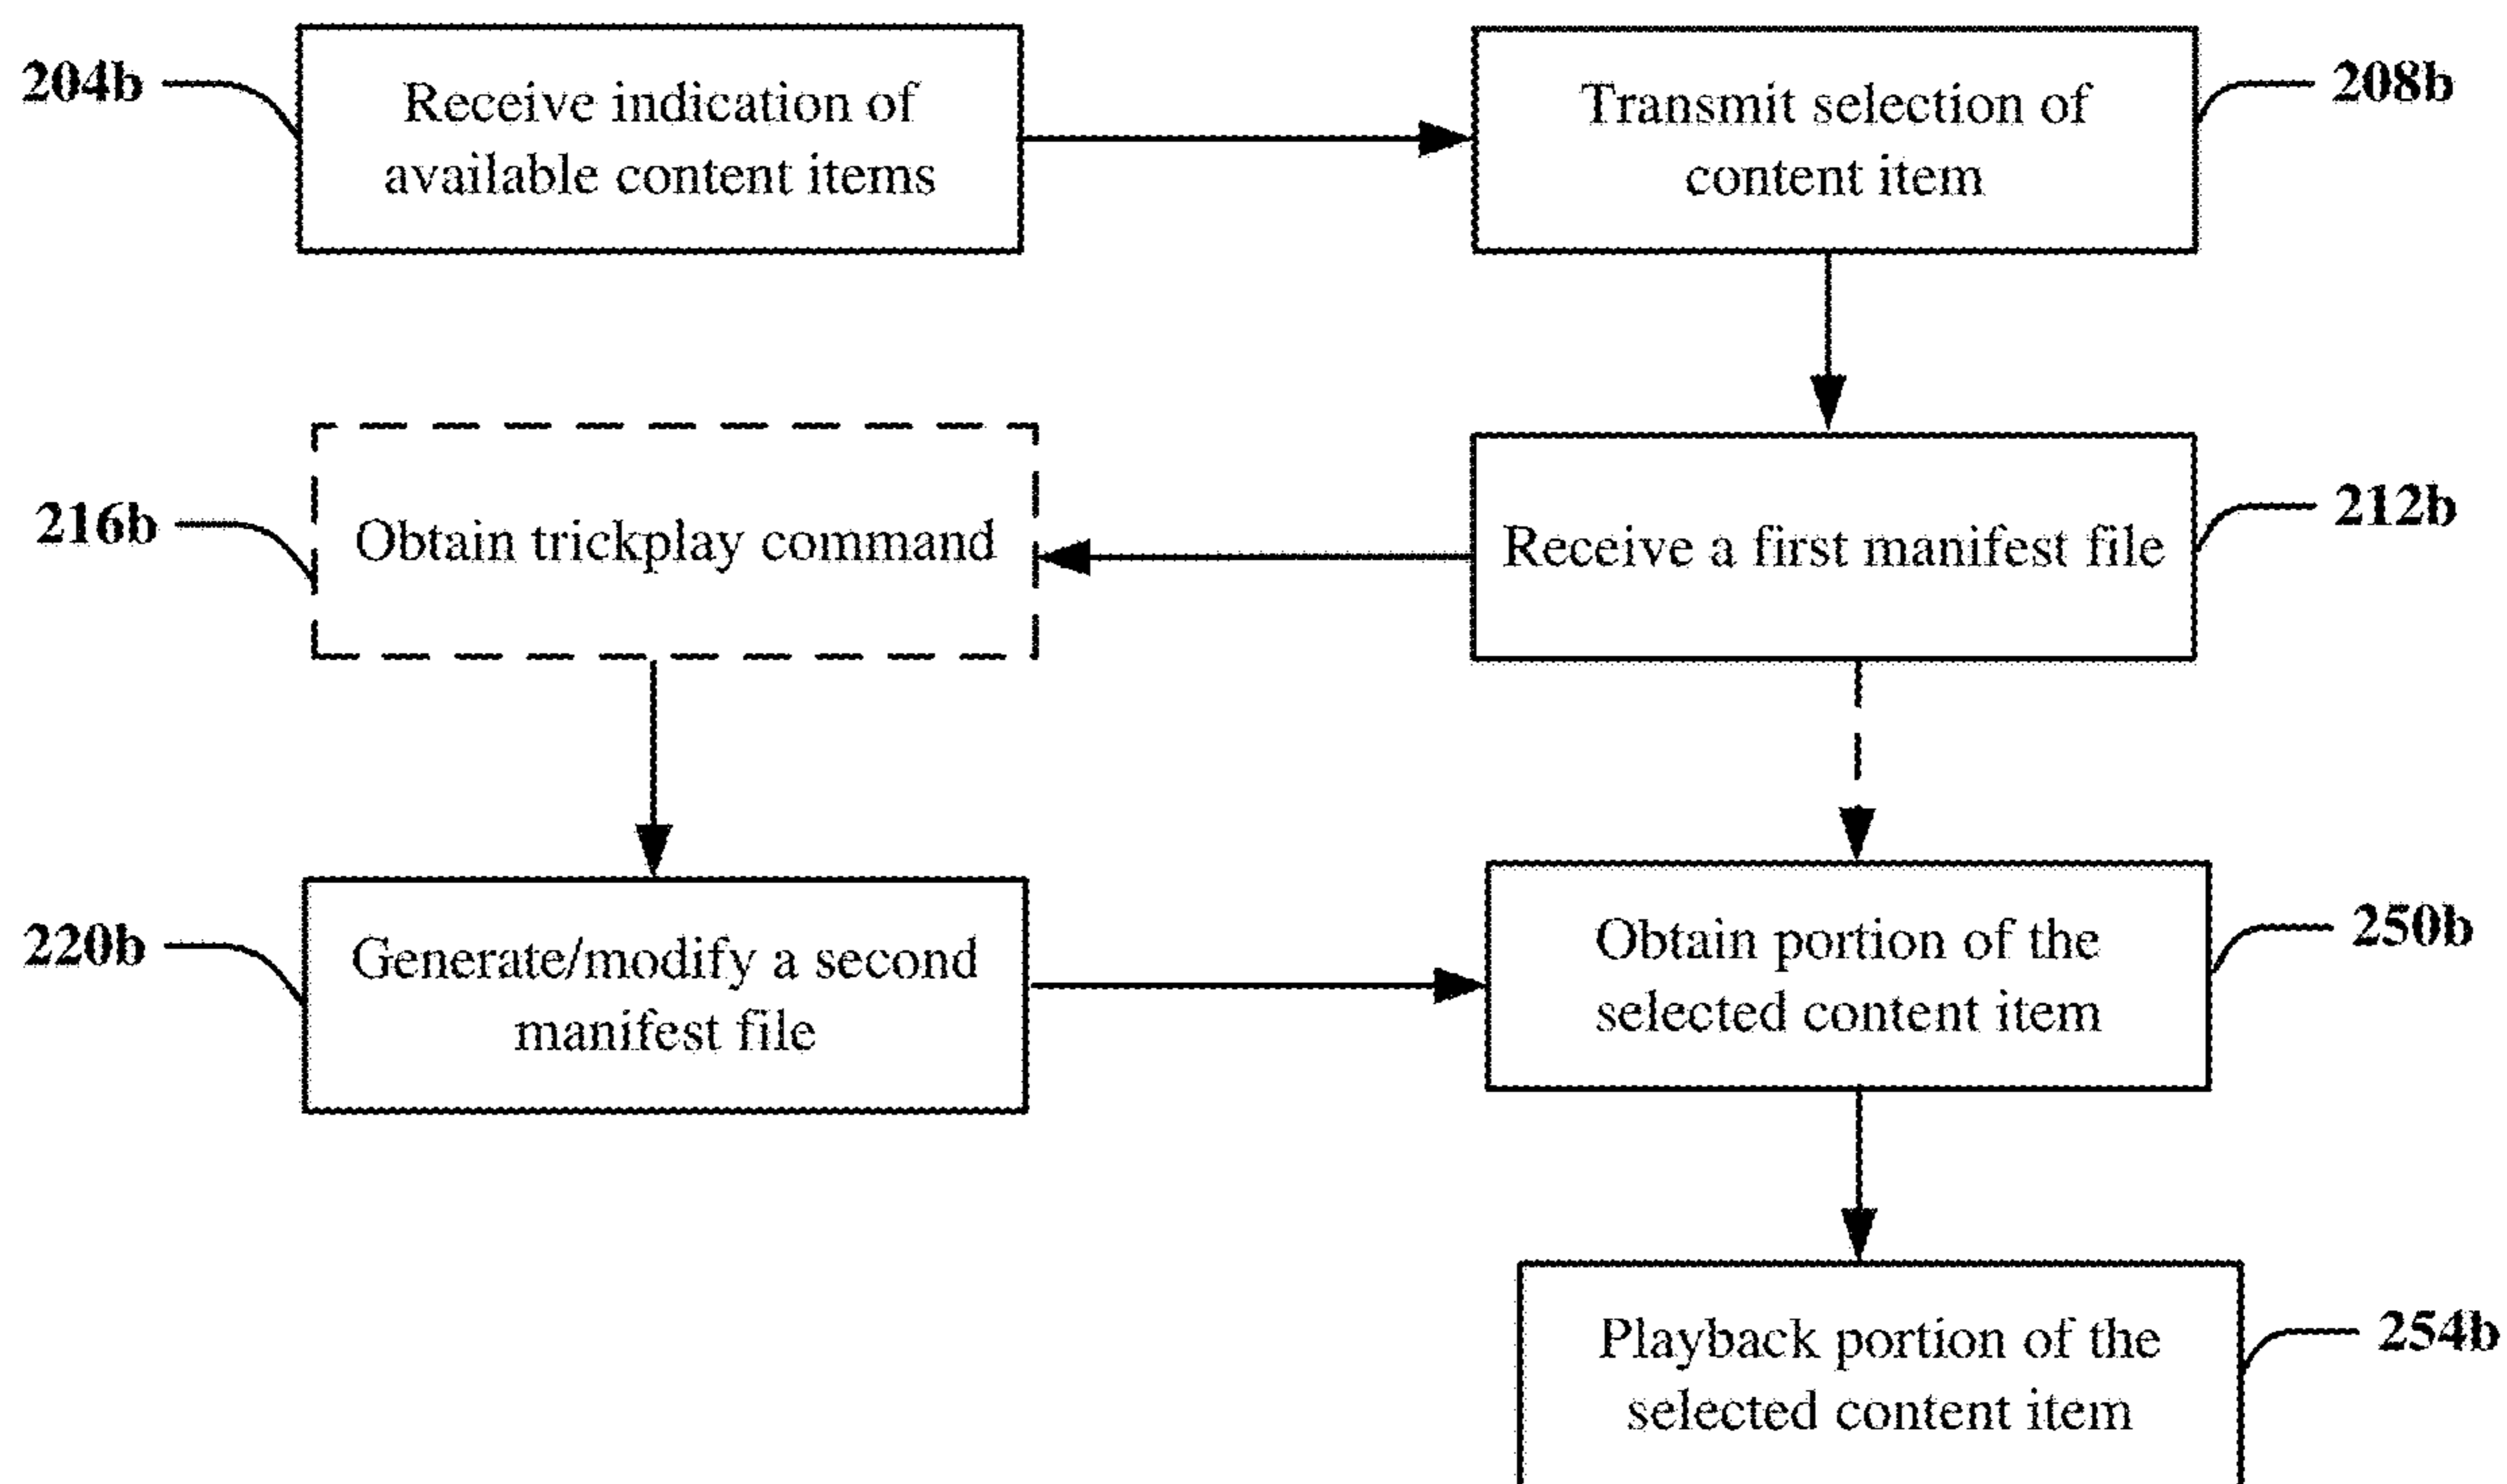 204b
Receive indication of
available content items
Transmit selection of
content item
208b
216b
Obtain trickplay command
Receive a first manifest file
212b
220b
Generate/modify a second
manifest file
Obtain portion of the
selected content item
250b
Playback portion of the
selected content item
254b